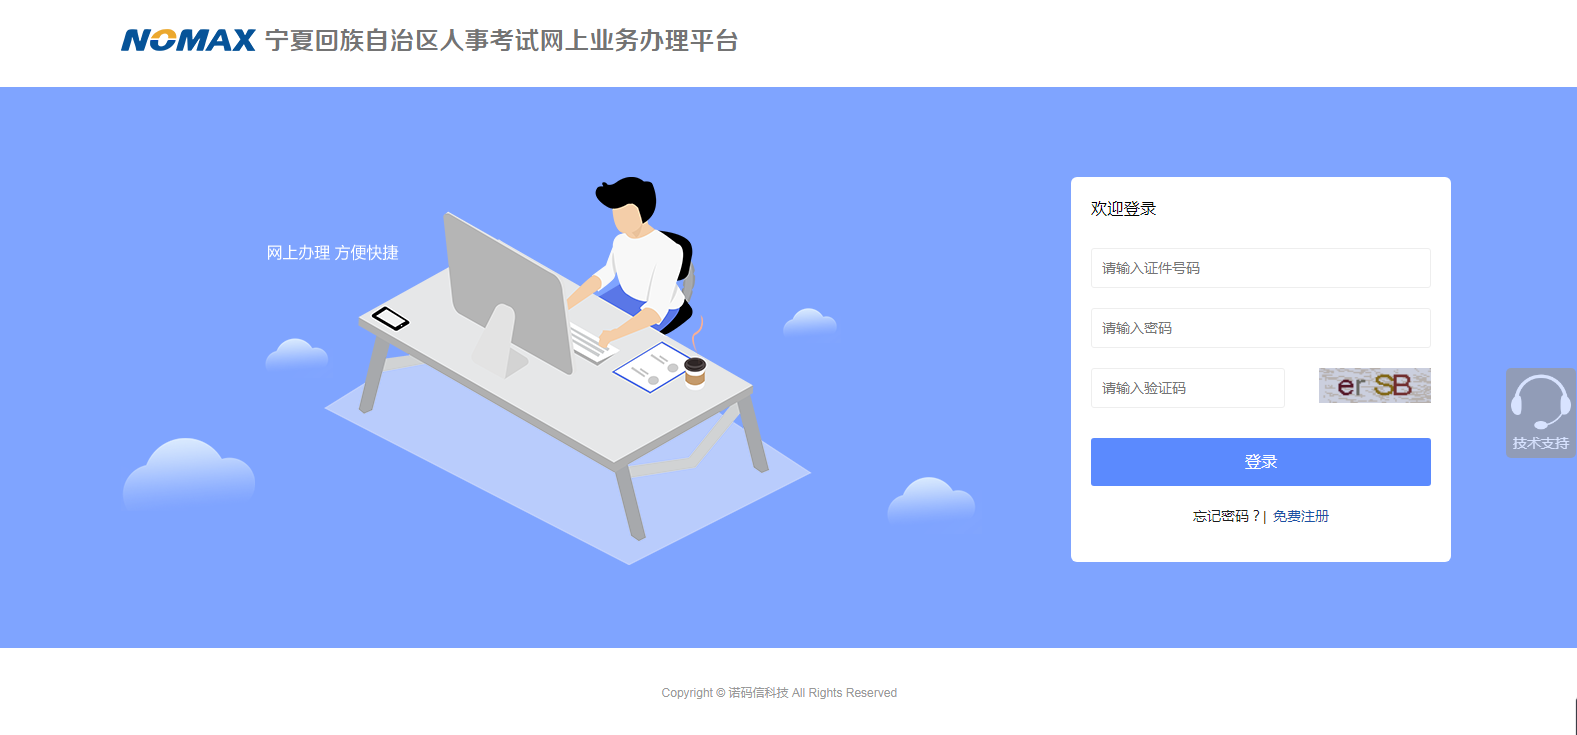 NOMAX 宁夏回族自治区人事考试网上业务办理平台
网上办理 方便快捷
欢迎登录
请输入证件号码
请输入密码
请输入验证码
er SB
登录
忘记密码？| 免费注册
技术支持
Copyright © 诺码信科技 All Rights Reserved